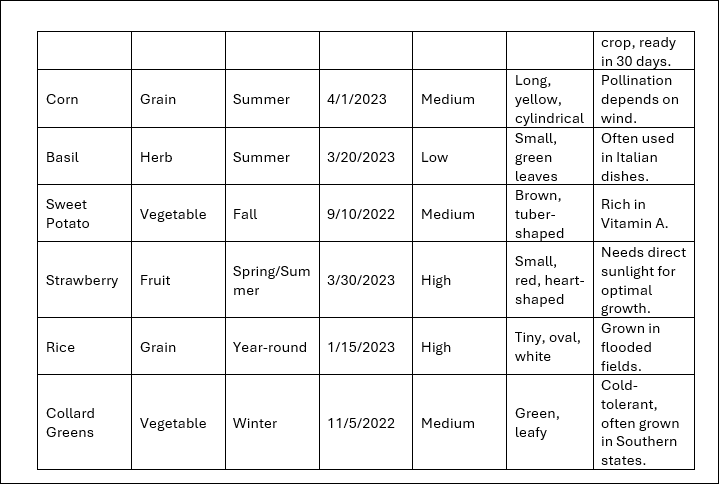 crop, ready
in 30 days.
Corn
Grain
Summer
4/1/2023
Medium
Long,
yellow,
cylindrical
Pollination
depends on
wind.
Basil
Herb
Summer
3/20/2023
Low
Small,
green
leaves
Often used
in Italian
dishes.
Sweet
Potato
Vegetable
Fall
9/10/2022
Medium
Brown,
tuber-
shaped
Rich in
Vitamin A.
Strawberry
Fruit
Spring/Sum
mer
3/30/2023
High
Small,
red, heart-
shaped
Needs direct
sunlight for
optimal
growth.
Rice
Grain
Year-round
1/15/2023
High
Tiny, oval,
white
Grown in
flooded
fields.
Collard
Greens
Vegetable
Winter
11/5/2022
Medium
Green,
leafy
Cold-
tolerant,
often grown
in Southern
states.